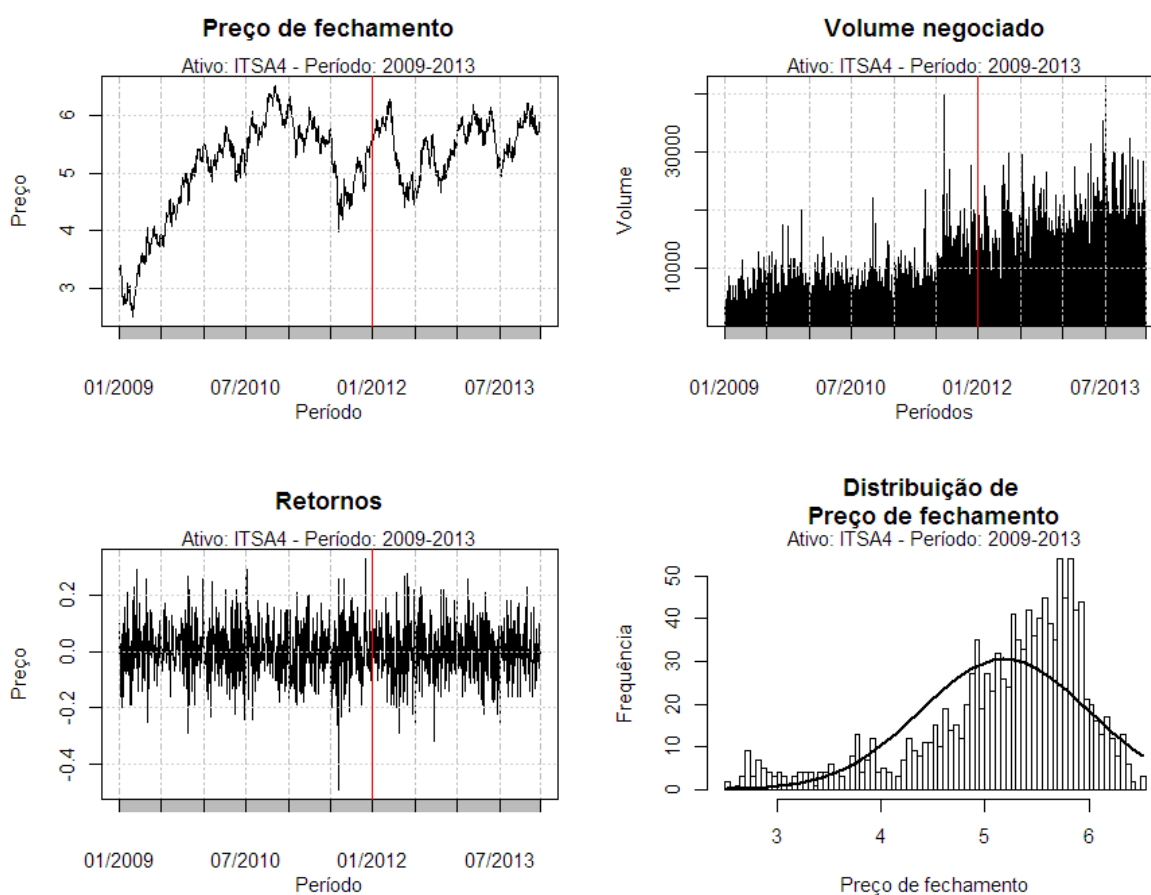 Preço de fechamento
Ativo: ITSA4 - Período: 2009-2013
Preço
6
5
4
3
01/2009 07/2010 01/2012 07/2013
Período
Volume negociado
Ativo: ITSA4 - Período: 2009-2013
Volume
30000
10000
01/2009 07/2010 01/2012 07/2013
Períodos
Retornos
Ativo: ITSA4 - Período: 2009-2013
Preço
0.2
0.0
-0.2
-0.4
01/2009 07/2010 01/2012 07/2013
Período
Distribuição de
Preço de fechamento
Ativo: ITSA4 - Período: 2009-2013
Frequência
50
40
30
20
10
0
3 4 5 6
Preço de fechamento